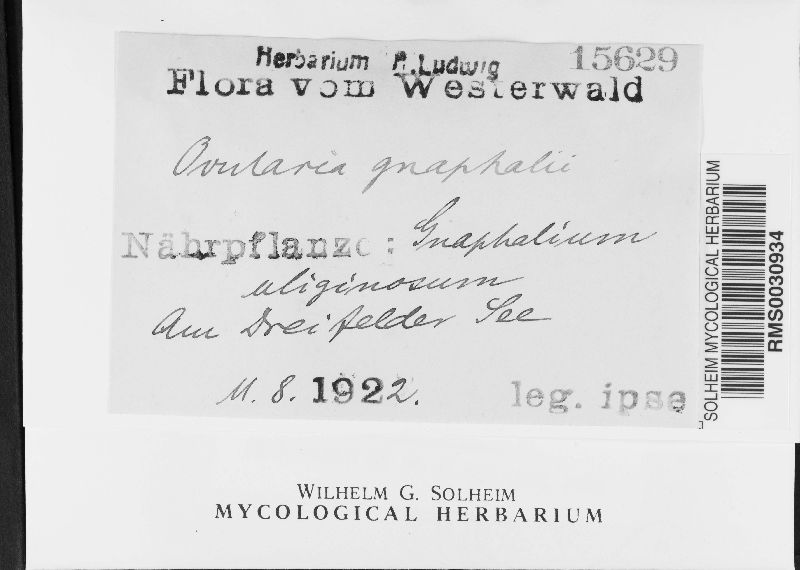 Herbarium A. Ludwig 15629
Flora vom Westerwald
Ovularia gnaphalii
Nährpflanze: Gnaphalium
uliginosum
Am Dreifelder See
11. 8. 1922.
leg. ipse
SOLHEIM MYCOLOGICAL HERBARIUM
RMS0030934
WILHELM G. SOLHEIM
MYCOLOGICAL HERBARIUM